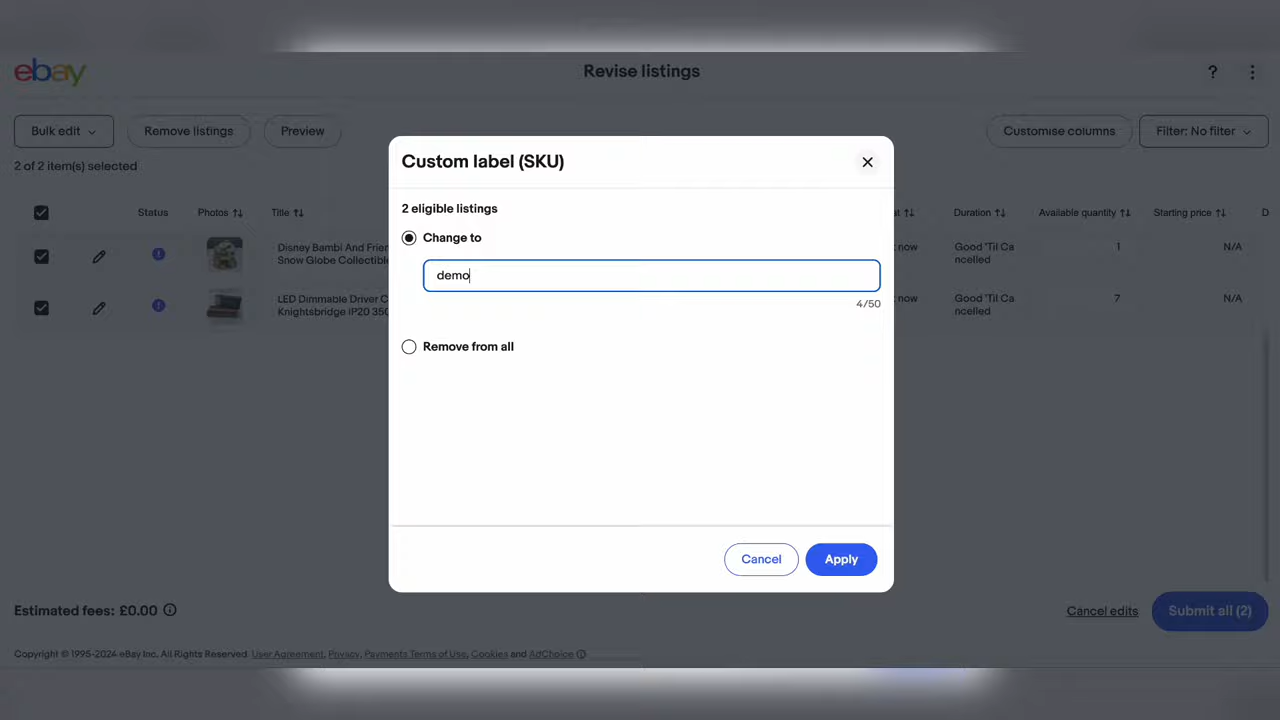 ebay
Revise listings
?
Bulk edit
Remove listings
Preview
Customise columns
Filter: No filter
2 of 2 item(s) selected
Custom label (SKU)
2 eligible listings
Change to
demo
4/50
Remove from all
Cancel
Apply
Status
Photos
Title
Duration
Available quantity
Starting price
D
Disney Bambi And Frie
Snow Globe Collectible
now
Good 'Til Ca
ncelled
1
N/A
LED Dimmable Driver C
Knightsbridge IP20 350
now
Good 'Til Ca
ncelled
7
N/A
Estimated fees: £0.00
Cancel edits
Submit all (2)
Copyright © 1995-2024 eBay Inc. All Rights Reserved. User Agreement, Privacy, Payments Terms of Use, Cookies and AdChoice